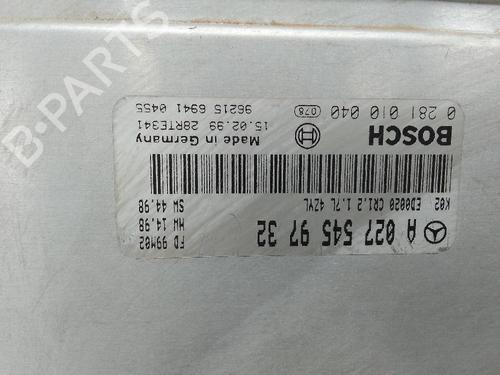 A 027 545 97 32
FD 99M02
K02 ED0020 CR1.2 1.7L 4ZYL HW 14.98
SW 44.98
BOSCH
Made in Germany
15.02.99 28RTE341
0 281 010 040 078 96215 6941 0455
B-PARTS